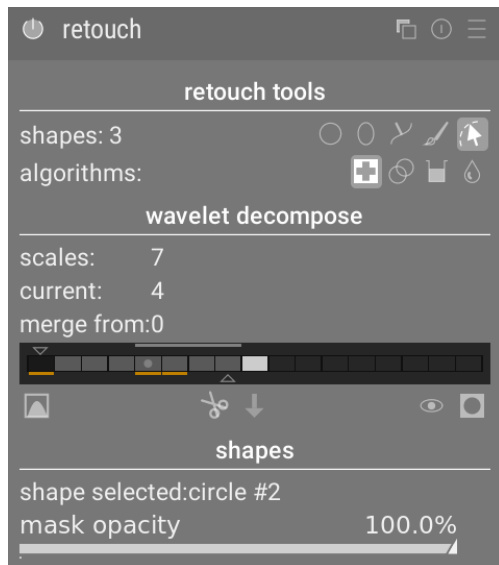 retouch
retouch tools
shapes: 3
algorithms:
wavelet decompose
scales: 7
current: 4
merge from:0
shapes
shape selected:circle #2
mask opacity 100.0%